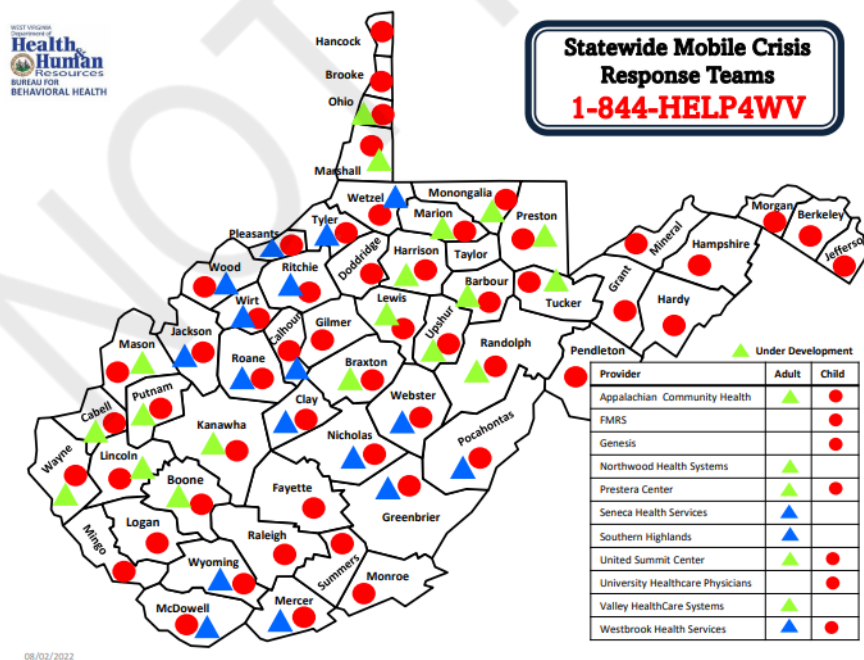 WEST VIRGINIA
Department of
Health &
Human
Resources
BUREAU FOR
BEHAVIORAL HEALTH
Statewide Mobile Crisis
Response Teams
1-844-HELP4WV
Hancock
Brooke
Ohio
Marshall
Wetzel
Monongalia
Marion
Preston
Morgan
Berkeley
Jefferso
Mineral
Hampshire
Pleasants
Tyler
Doddridge
Harrison
Taylor
Grant
Hardy
Wood
Ritchie
Barbour
Tucker
Wirt
Lewis
Upshur
Calhoun
Gilmer
Mason
Jackson
Roane
Braxton
Randolph
Pendleton
Putnam
Cabell
Clay
Webster
Pocahontas
Kanawha
Nicholas
Wayne
Lincoln
Boone
Fayette
Greenbrier
Mingo
Logan
Raleigh
Wyoming
Summers
Monroe
McDowell
Mercer
Under Development
Provider Adult Child
Appalachian Community Health
FMRS
Genesis
Northwood Health Systems
Prestera Center
Seneca Health Services
Southern Highlands
United Summit Center
University Healthcare Physicians
Valley HealthCare Systems
Westbrook Health Services
08/02/2022
NOT